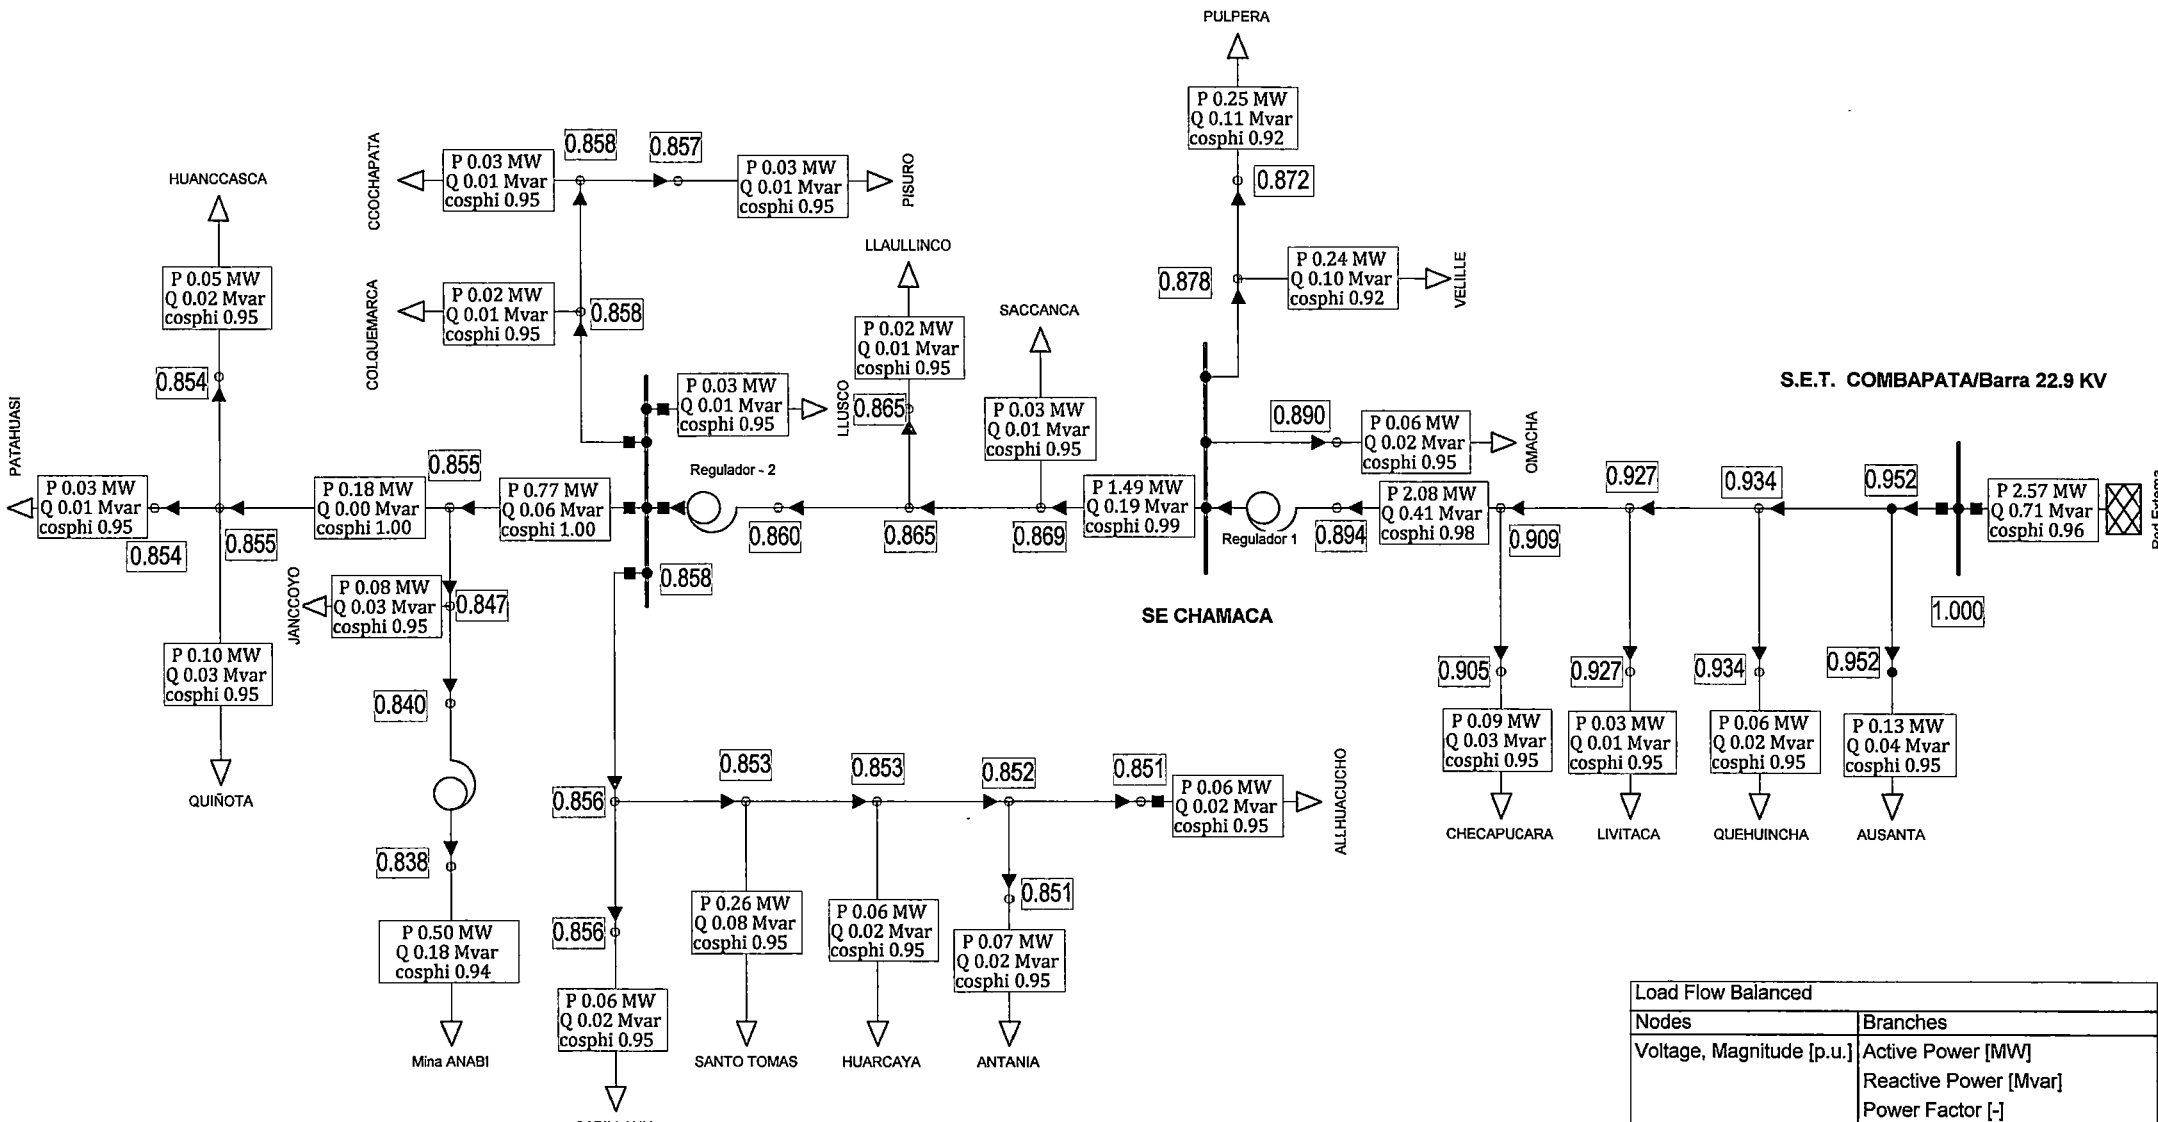 PULPERA
P 0.25 MW
Q 0.11 Mvar
cosphi 0.92
0.872
0.878
P 0.24 MW
Q 0.10 Mvar
cosphi 0.92
VELILLE
HUANCCASCA
P 0.05 MW
Q 0.02 Mvar
cosphi 0.95
0.854
CCOCHAPATA
P 0.03 MW
Q 0.01 Mvar
cosphi 0.95
0.858
0.857
P 0.03 MW
Q 0.01 Mvar
cosphi 0.95
PISURO
COLQUEMARCA
P 0.02 MW
Q 0.01 Mvar
cosphi 0.95
0.858
LLAULLINCO
P 0.02 MW
Q 0.01 Mvar
cosphi 0.95
0.865
SACCANCA
P 0.03 MW
Q 0.01 Mvar
cosphi 0.95
P 0.03 MW
Q 0.01 Mvar
cosphi 0.95
LLUSCO
S.E.T. COMBAPATA/Barra 22.9 KV
0.890
P 0.06 MW
Q 0.02 Mvar
cosphi 0.95
OMACHA
PATAHUASI
P 0.03 MW
Q 0.01 Mvar
cosphi 0.95
0.854
0.855
P 0.18 MW
Q 0.00 Mvar
cosphi 1.00
0.855
P 0.77 MW
Q 0.06 Mvar
cosphi 1.00
Regulador - 2
0.860
0.865
0.869
P 1.49 MW
Q 0.19 Mvar
cosphi 0.99
Regulador 1
0.894
P 2.08 MW
Q 0.41 Mvar
cosphi 0.98
0.909
0.927
0.934
0.952
P 2.57 MW
Q 0.71 Mvar
cosphi 0.96
Red Externa
1.000
0.858
SE CHAMACA
JANCCOYO
P 0.08 MW
Q 0.03 Mvar
cosphi 0.95
0.847
P 0.10 MW
Q 0.03 Mvar
cosphi 0.95
QUIÑOTA
0.840
0.838
P 0.50 MW
Q 0.18 Mvar
cosphi 0.94
Mina ANABI
0.856
0.853
0.853
0.852
0.851
P 0.06 MW
Q 0.02 Mvar
cosphi 0.95
ALLHUACUCHO
0.856
P 0.06 MW
Q 0.02 Mvar
cosphi 0.95
P 0.26 MW
Q 0.08 Mvar
cosphi 0.95
SANTO TOMAS
P 0.06 MW
Q 0.02 Mvar
cosphi 0.95
HUARCAYA
0.851
P 0.07 MW
Q 0.02 Mvar
cosphi 0.95
ANTANIA
0.905
P 0.09 MW
Q 0.03 Mvar
cosphi 0.95
CHECAPUCARA
0.927
P 0.03 MW
Q 0.01 Mvar
cosphi 0.95
LIVITACA
0.934
P 0.06 MW
Q 0.02 Mvar
cosphi 0.95
QUEHUINCHA
0.952
P 0.13 MW
Q 0.04 Mvar
cosphi 0.95
AUSANTA
Load Flow Balanced
Nodes
Branches
Voltage, Magnitude [p.u.]
Active Power [MW]
Reactive Power [Mvar]
Power Factor [-]